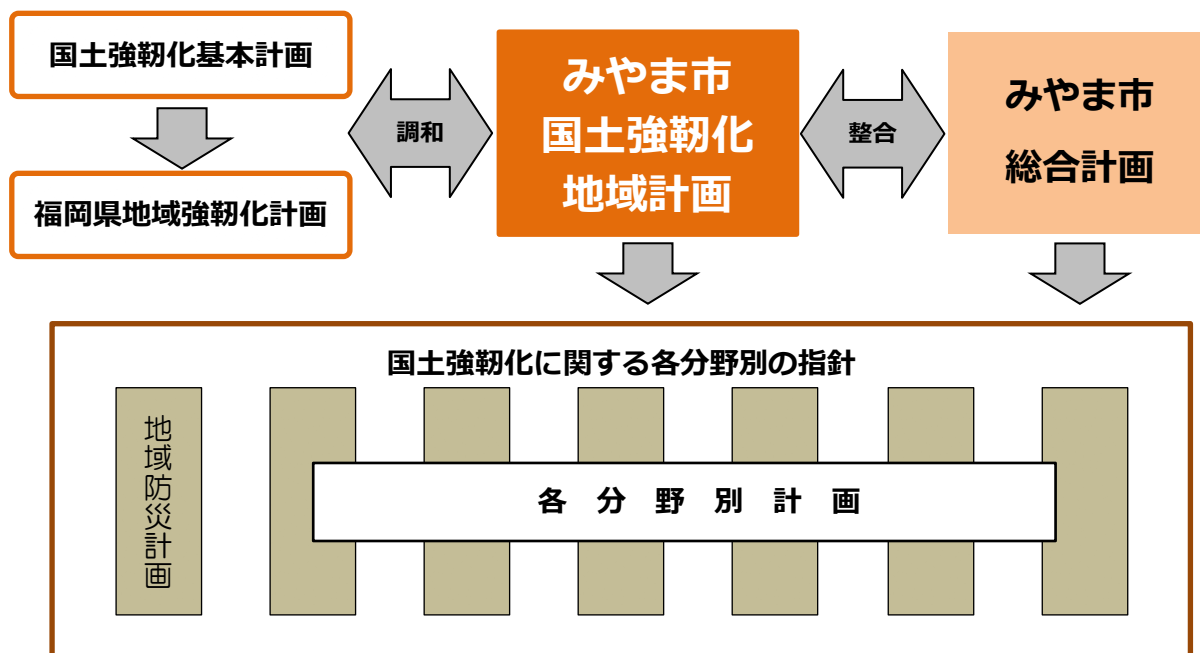 国土強靭化基本計画
福岡県地域強靭化計画
調和
みやま市
国土強靭化
地域計画
整合
みやま市
総合計画
国土強靭化に関する各分野別の指針
地域防災計画
各分野別計画